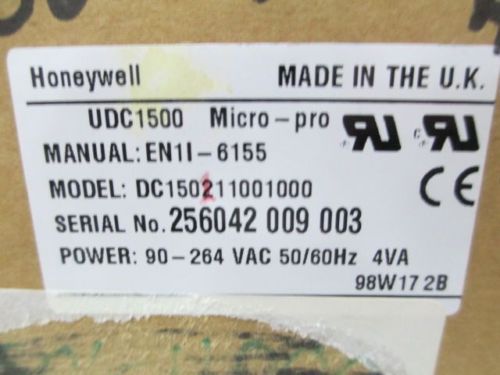 Honeywell MADE IN THE U.K.
UDC1500 Micro-pro
MANUAL: EN1I-6155
MODEL: DC150211001000
SERIAL No. 256042 009 003
POWER: 90-264 VAC 50/60Hz 4VA
98W17 2B